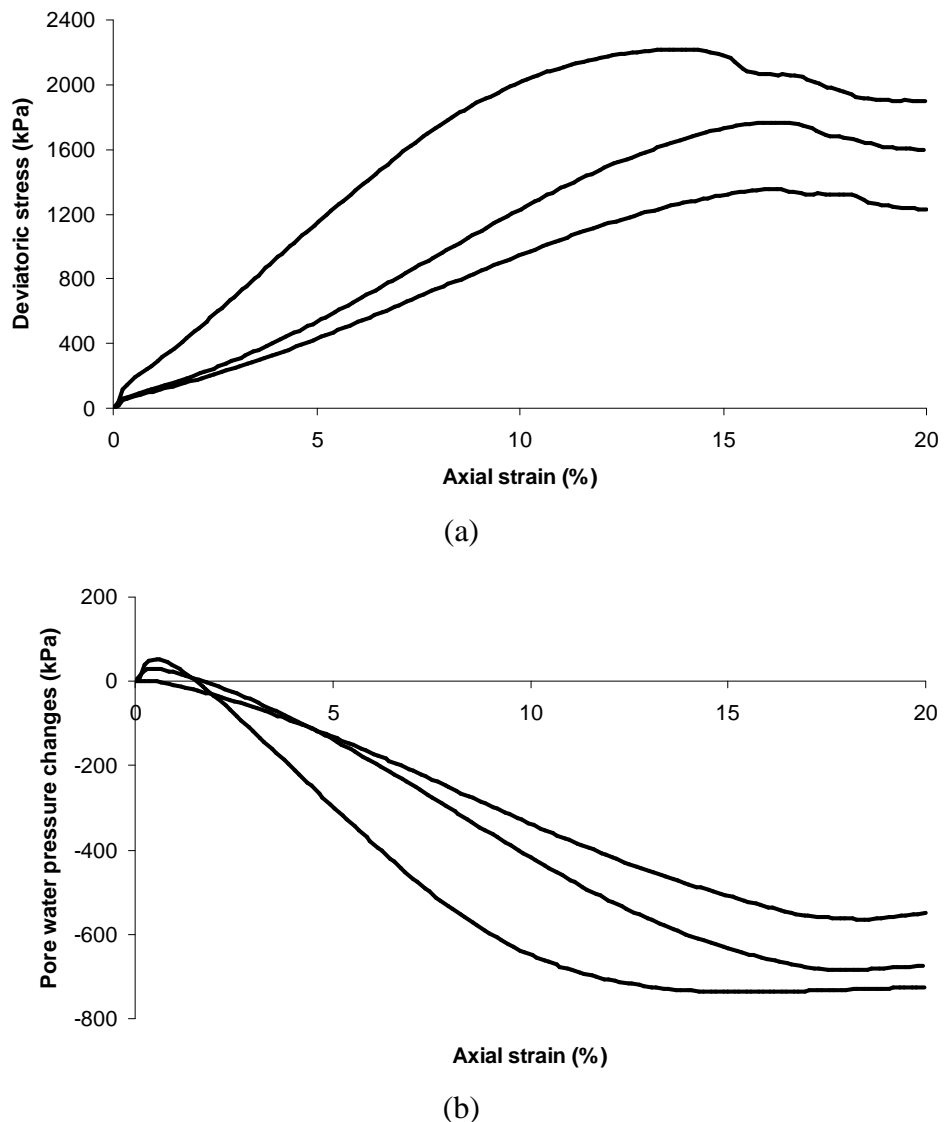 2400
2000
1600
1200
800
400
0
0 5 10 15 20
Deviatoric stress (kPa)
Axial strain (%)
(a)
200
0
-200
-400
-600
-800
0 5 10 15 20
Pore water pressure changes (kPa)
Axial strain (%)
(b)